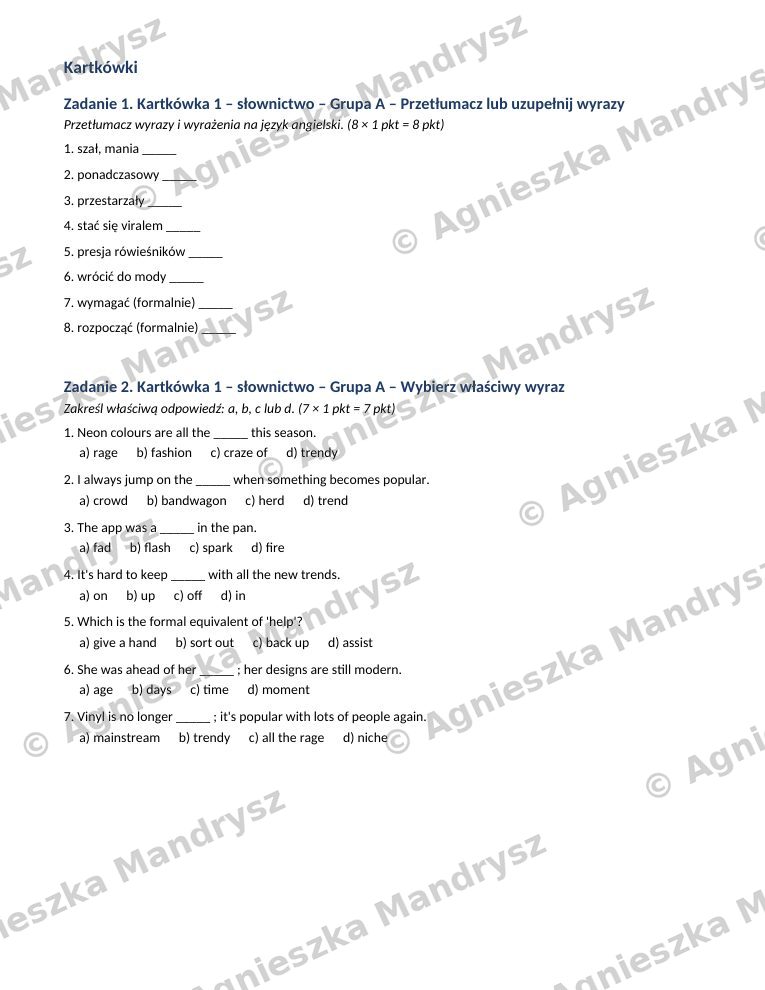 Kartkówki
Zadanie 1. Kartkówka 1 – słownictwo – Grupa A – Przetłumacz lub uzupełnij wyrazy
Przetłumacz wyrazy i wyrażenia na język angielski. (8 × 1 pkt = 8 pkt)
1. szał, mania _____
2. ponadczasowy _____
3. przestarzały _____
4. stać się viralem _____
5. presja rówieśników _____
6. wrócić do mody _____
7. wymagać (formalnie) _____
8. rozpocząć (formalnie) _____
Zadanie 2. Kartkówka 1 – słownictwo – Grupa A – Wybierz właściwy wyraz
Zakreśl właściwą odpowiedź: a, b, c lub d. (7 × 1 pkt = 7 pkt)
1. Neon colours are all the _____ this season.
a) rage b) fashion c) craze of d) trendy
2. I always jump on the _____ when something becomes popular.
a) crowd b) bandwagon c) herd d) trend
3. The app was a _____ in the pan.
a) fad b) flash c) spark d) fire
4. It's hard to keep _____ with all the new trends.
a) on b) up c) off d) in
5. Which is the formal equivalent of 'help'?
a) give a hand b) sort out c) back up d) assist
6. She was ahead of her _____ ; her designs are still modern.
a) age b) days c) time d) moment
7. Vinyl is no longer _____ ; it's popular with lots of people again.
a) mainstream b) trendy c) all the rage d) niche
© Agnieszka Mandrysz